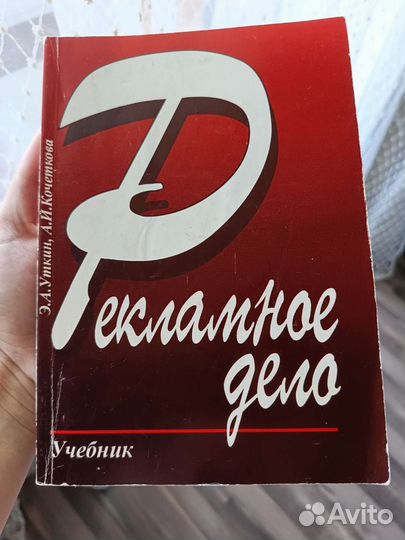 Э.А.Уткин, А.И.Кочеткова
Рекламное
дело
Учебник
Avito